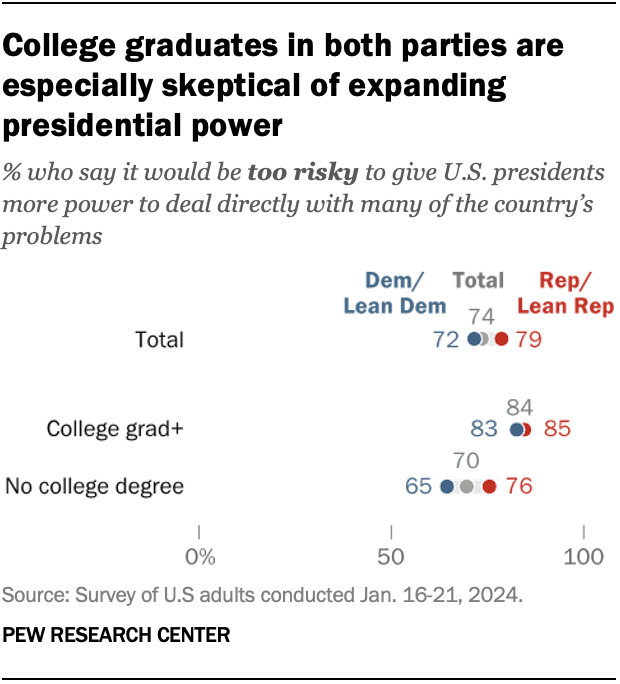 College graduates in both parties are
especially skeptical of expanding
presidential power
% who say it would be too risky to give U.S. presidents
more power to deal directly with many of the country’s
problems
Dem/ Total Rep/
Lean Dem Lean Rep
74
Total 72 79
84
College grad+ 83 85
70
No college degree 65 76
0% 50 100
Source: Survey of U.S adults conducted Jan. 16-21, 2024.
PEW RESEARCH CENTER